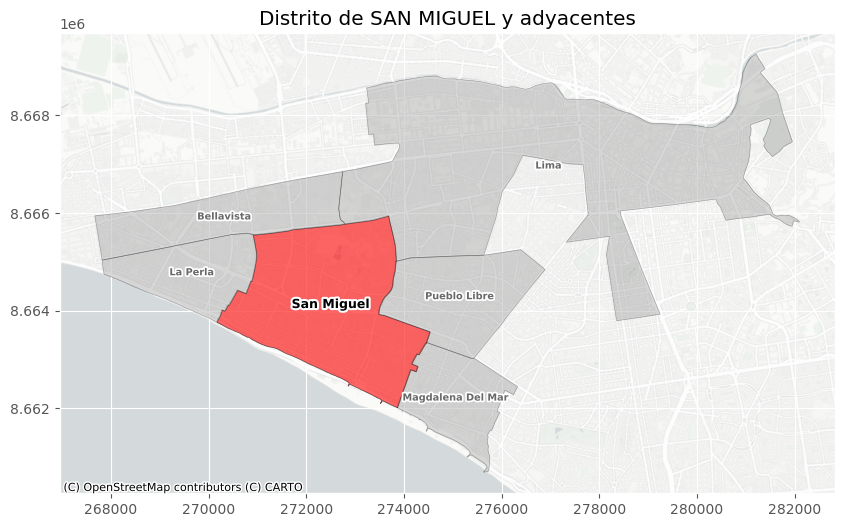 Distrito de SAN MIGUEL y adyacentes
1e6
8.668
8.666
8.664
8.662
Lima
Bellavista
La Perla
Pueblo Libre
San Miguel
Magdalena Del Mar
(C) OpenStreetMap contributors (C) CARTO
268000 270000 272000 274000 276000 278000 280000 282000